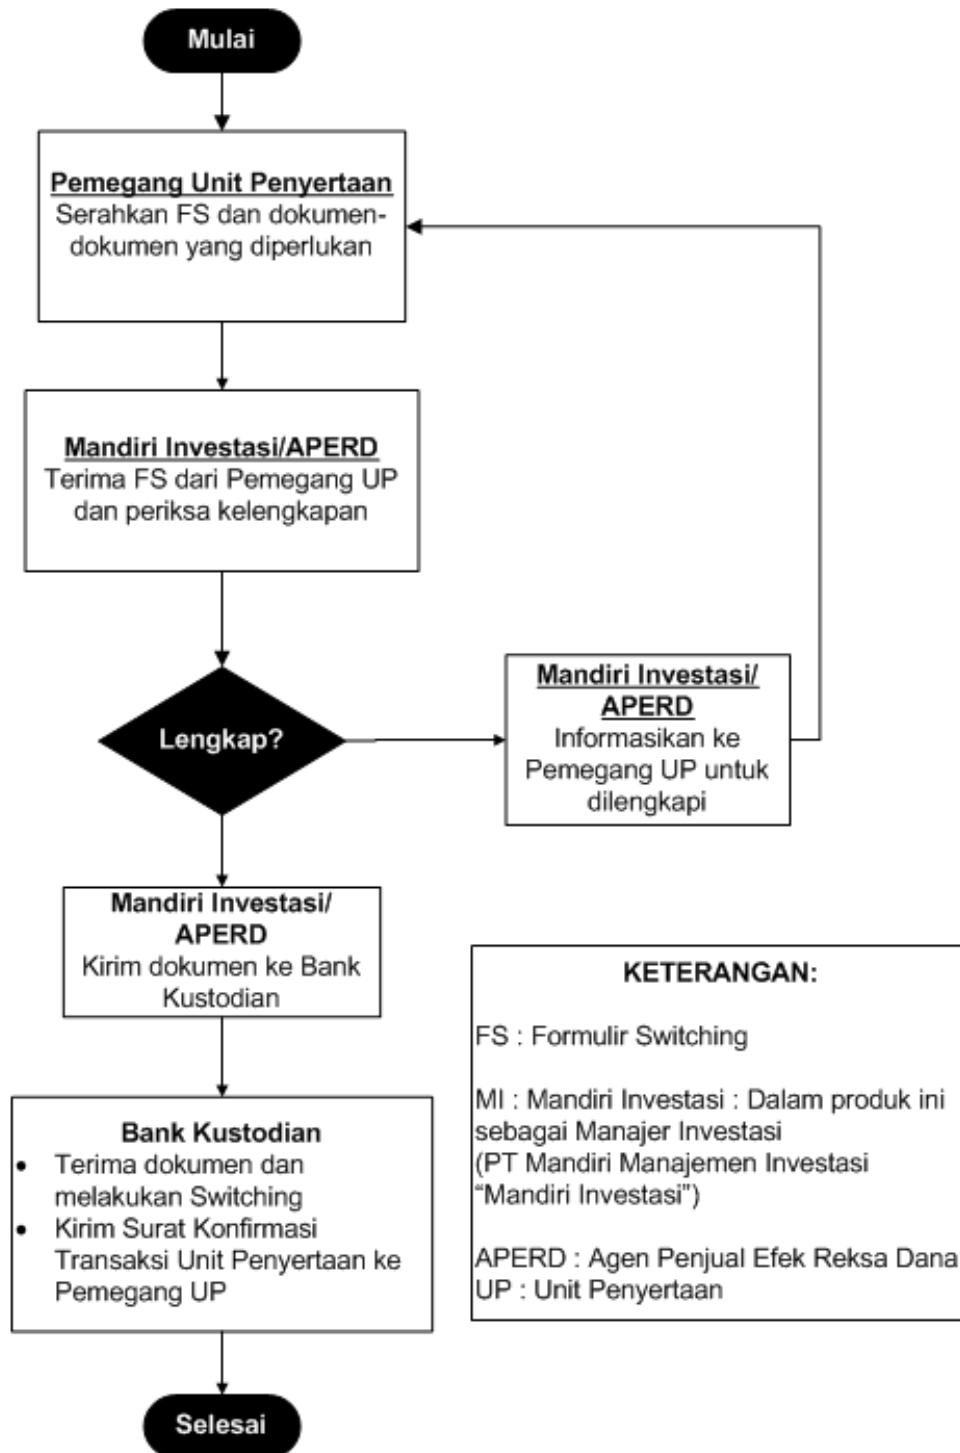 Mulai
Pemegang Unit Penyertaan
Serahkan FS dan dokumen-
dokumen yang diperlukan
Mandiri Investasi/APERD
Terima FS dari Pemegang UP
dan periksa kelengkapan
Lengkap?
Mandiri Investasi/
APERD
Informasikan ke
Pemegang UP untuk
dilengkapi
Mandiri Investasi/
APERD
Kirim dokumen ke Bank
Kustodian
Bank Kustodian
• Terima dokumen dan
melakukan Switching
• Kirim Surat Konfirmasi
Transaksi Unit Penyertaan ke
Pemegang UP
Selesai
KETERANGAN:
FS : Formulir Switching
MI : Mandiri Investasi : Dalam produk ini
sebagai Manajer Investasi
(PT Mandiri Manajemen Investasi
“Mandiri Investasi”)
APERD : Agen Penjual Efek Reksa Dana
UP : Unit Penyertaan